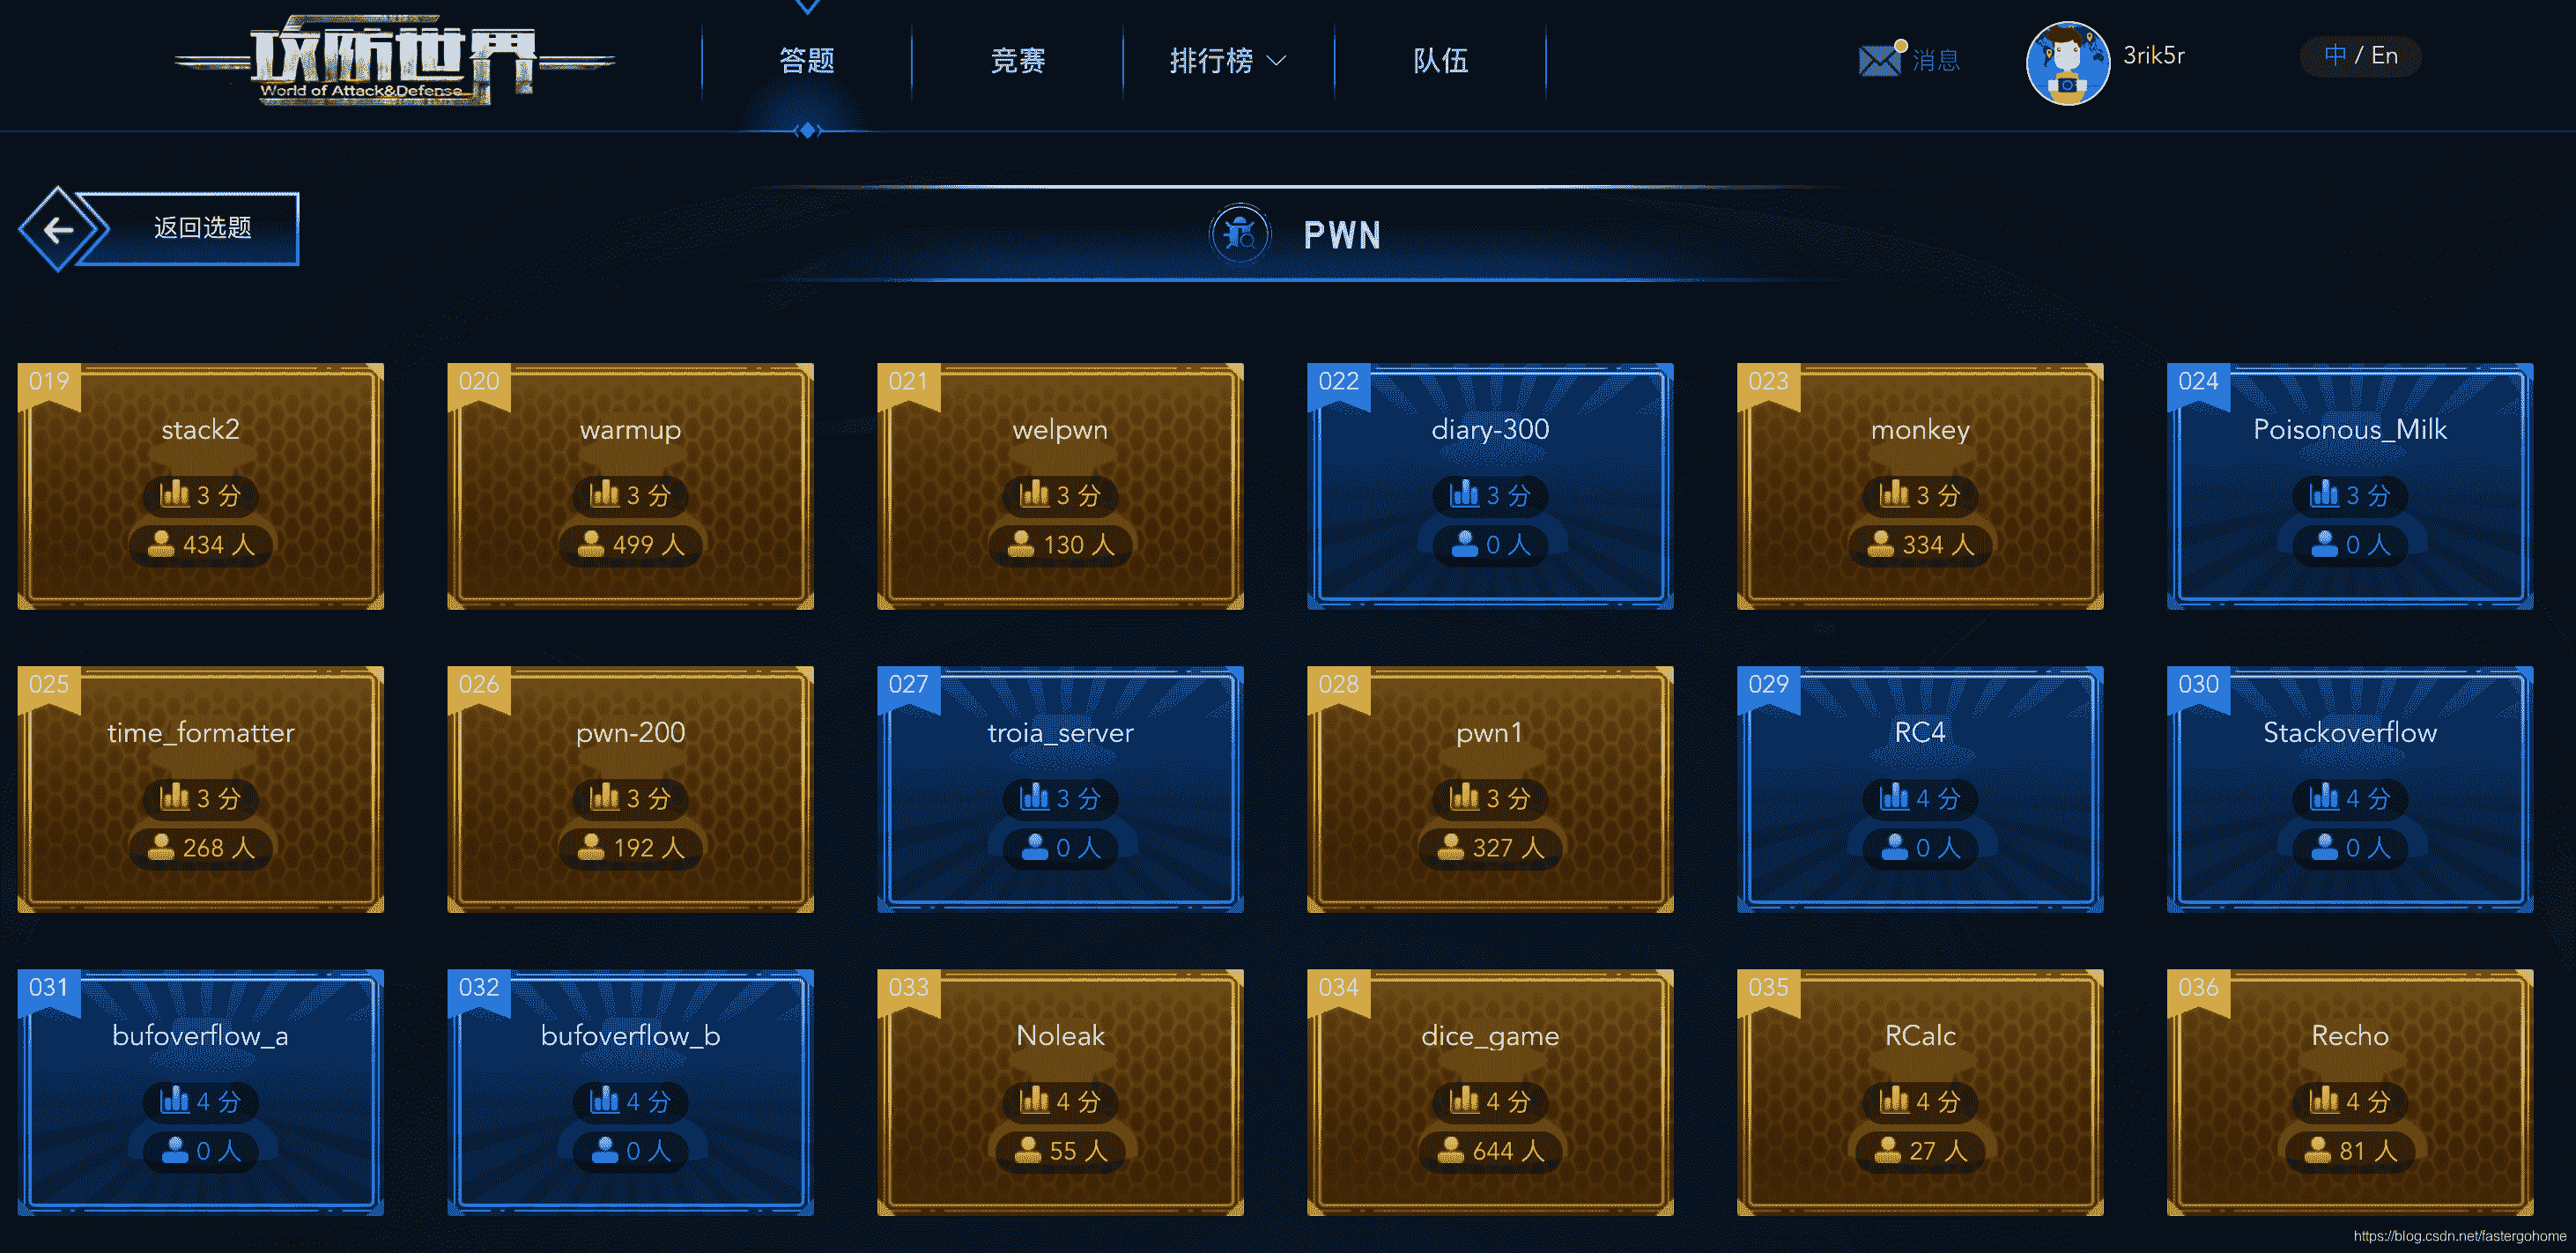 攻防世界
World of Attack&Defense
答题
竞赛
排行榜
队伍
消息
3rik5r
中 / En
返回选题
PWN
019
stack2
3 分
434 人
020
warmup
3 分
499 人
021
welpwn
3 分
130 人
022
diary-300
3 分
0 人
023
monkey
3 分
334 人
024
Poisonous_Milk
3 分
0 人
025
time_formatter
3 分
268 人
026
pwn-200
3 分
192 人
027
troia_server
3 分
0 人
028
pwn1
3 分
327 人
029
RC4
4 分
0 人
030
Stackoverflow
4 分
0 人
031
bufoverflow_a
4 分
0 人
032
bufoverflow_b
4 分
0 人
033
Noleak
4 分
55 人
034
dice_game
4 分
644 人
035
RCalc
4 分
27 人
036
Recho
4 分
81 人
https://blog.csdn.net/fastergohome